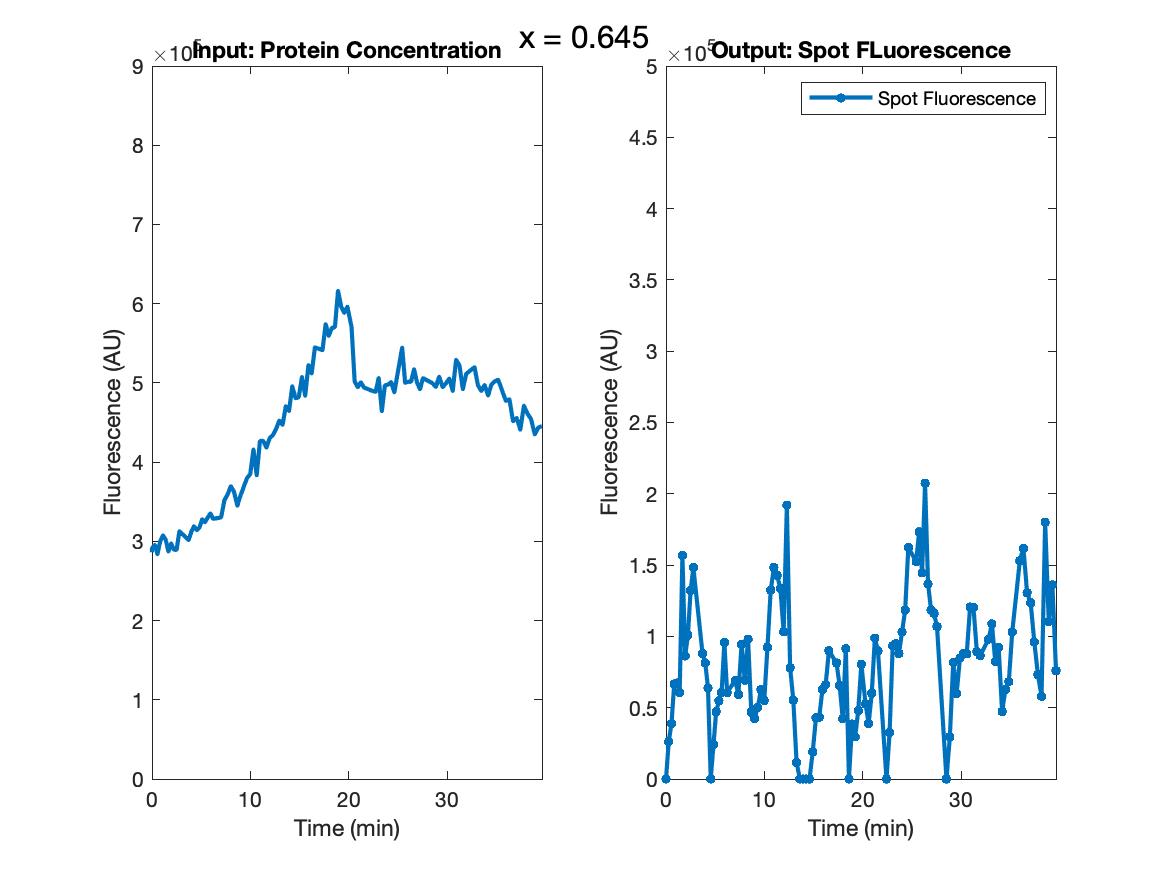 x = 0.645
×10⁵
Input: Protein Concentration
9
8
7
6
5
4
3
2
1
0
Fluorescence (AU)
0 10 20 30
Time (min)
×10⁵
Output: Spot FLuorescence
Spot Fluorescence
5
4.5
4
3.5
3
2.5
2
1.5
1
0.5
0
Fluorescence (AU)
0 10 20 30
Time (min)